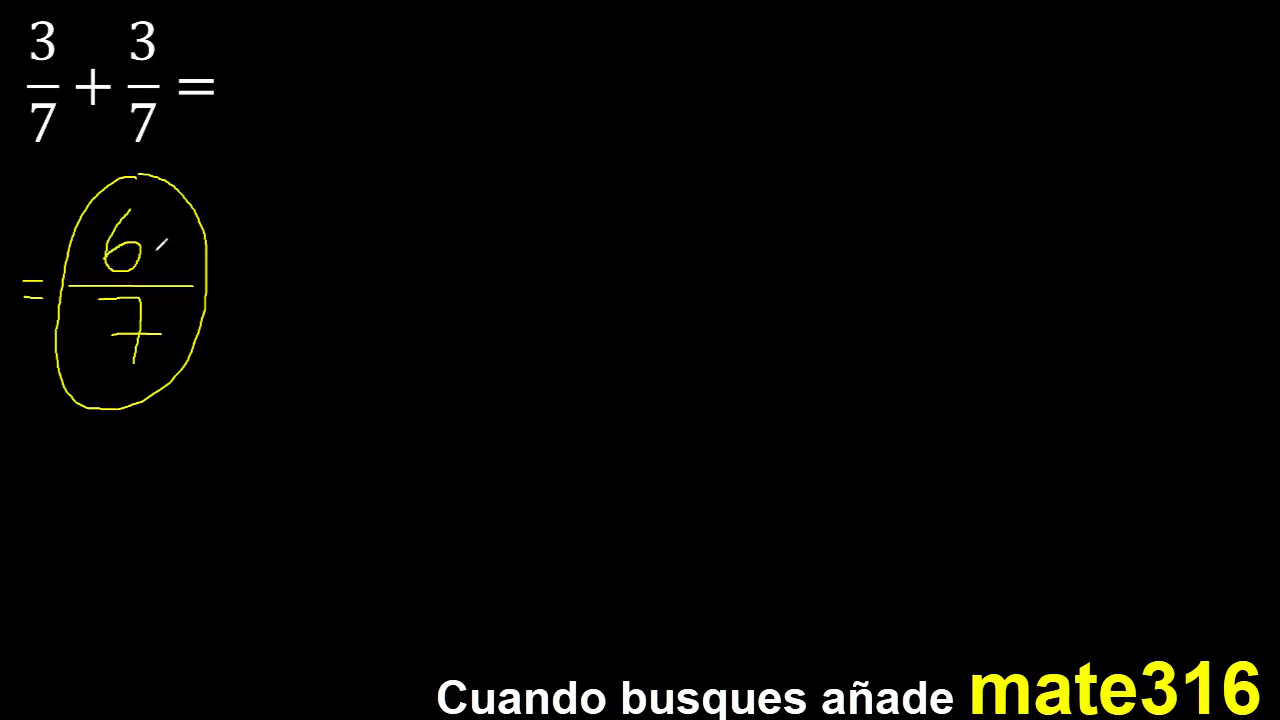 3/7 + 3/7 =
= 6/7
Cuando busques añade mate316